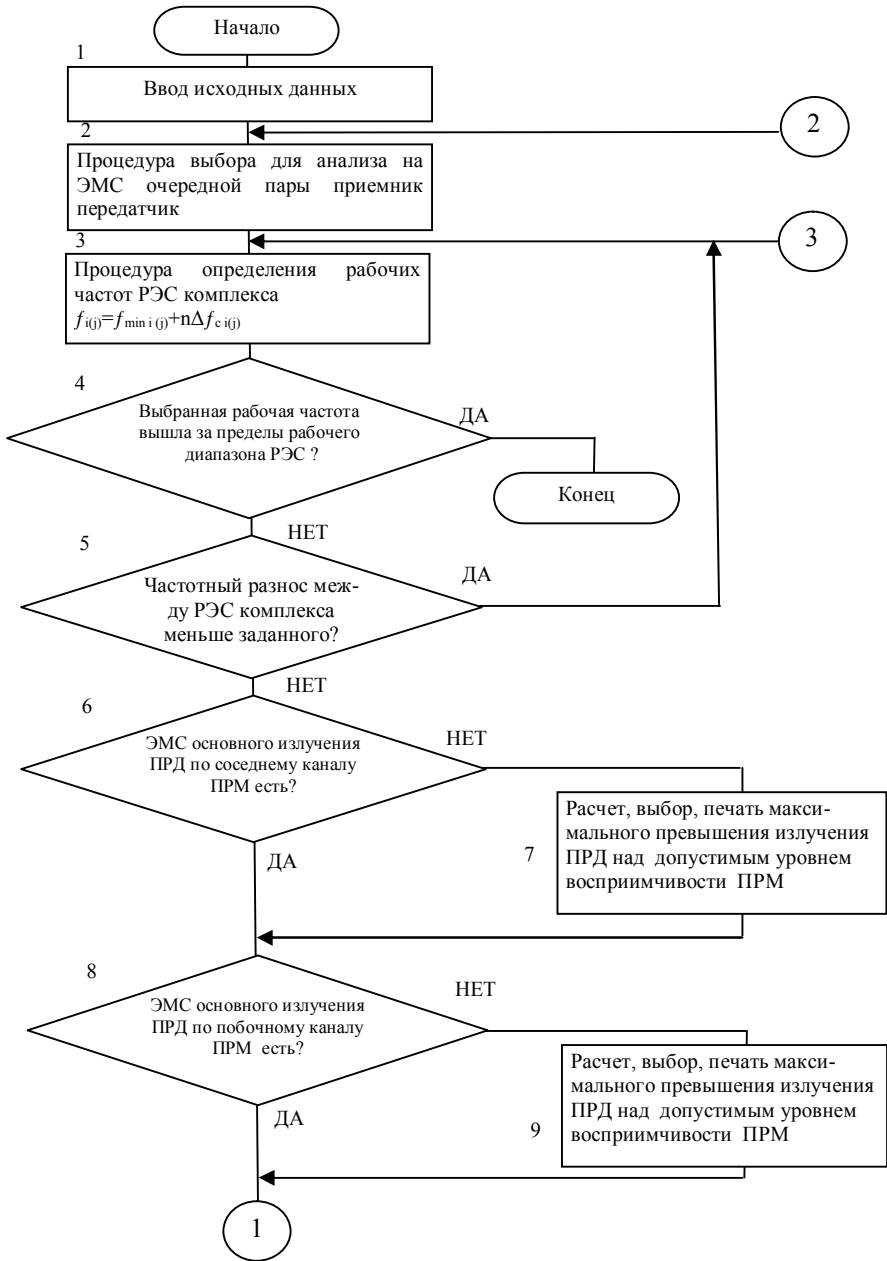 Начало
1
Ввод исходных данных
2
2
Процедура выбора для анализа на
ЭМС очередной пары приемник
передатчик
3
3
Процедура определения рабочих
частот РЭС комплекса
fi(j)=fmin i (j)+nΔfc i(j)
4
Выбранная рабочая частота
вышла за пределы рабочего
диапазона РЭС ?
ДА
Конец
НЕТ
5
Частотный разнос меж-
ду РЭС комплекса
меньше заданного?
ДА
НЕТ
6
ЭМС основного излучения
ПРД по соседнему каналу
ПРМ есть?
НЕТ
Расчет, выбор, печать макси-
мального превышения излучения
ПРД над допустимым уровнем
восприимчивости ПРМ
7
ДА
8
ЭМС основного излучения
ПРД по побочному каналу
ПРМ есть?
НЕТ
Расчет, выбор, печать макси-
мального превышения излучения
ПРД над допустимым уровнем
восприимчивости ПРМ
9
ДА
1